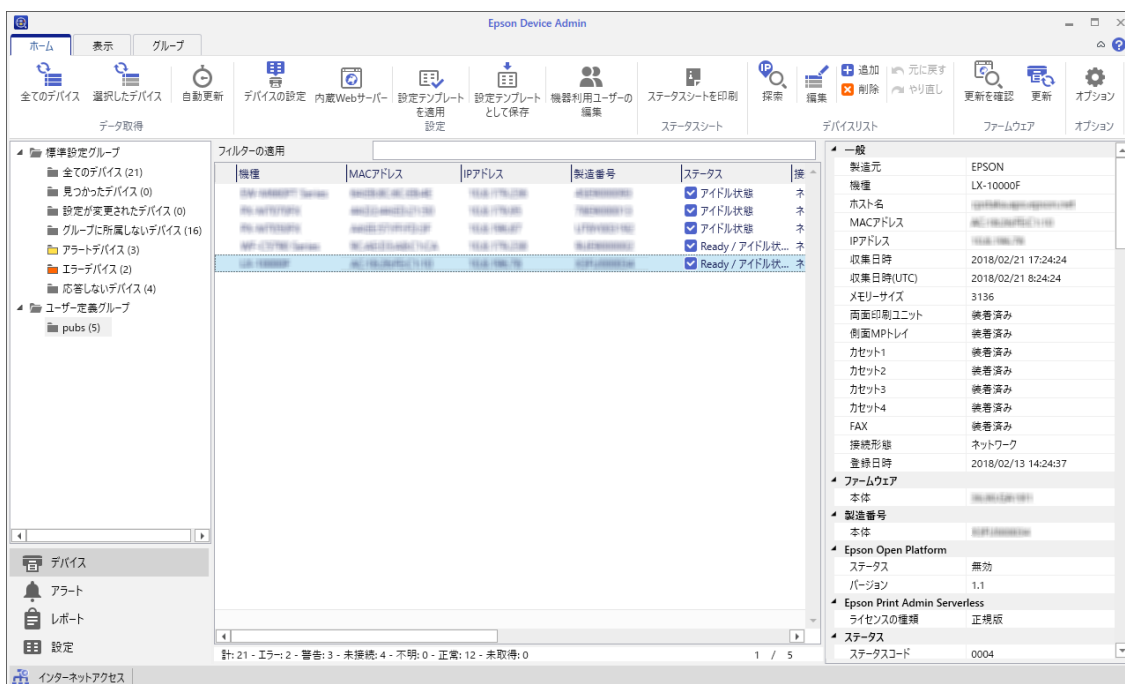 Epson Device Admin
ホーム 表示 グループ
全てのデバイス 選択したデバイス 自動更新 デバイスの設定 内蔵Webサーバー 設定テンプレートを適用 設定テンプレートとして保存 機器利用ユーザーの編集 ステータスシートを印刷 探索 編集 追加 削除 元に戻す やり直し 更新を確認 更新 オプション
データ取得 設定 ステータスシート デバイスリスト ファームウェア オプション
標準設定グループ
全てのデバイス (21)
見つかったデバイス (0)
設定が変更されたデバイス (0)
グループに所属しないデバイス (16)
アラートデバイス (3)
エラーデバイス (2)
応答しないデバイス (4)
ユーザー定義グループ
pubs (5)
デバイス
アラート
レポート
設定
フィルターの適用
機種 MACアドレス IPアドレス 製造番号 ステータス 接
アイドル状態 ネ
アイドル状態 ネ
アイドル状態 ネ
Ready / アイドル状... ネ
Ready / アイドル状... ネ
計: 21 - エラー: 2 - 警告: 3 - 未接続: 4 - 不明: 0 - 正常: 12 - 未取得: 0 1 / 5
一般
製造元 EPSON
機種 LX-10000F
ホスト名
MACアドレス
IPアドレス
収集日時 2018/02/21 17:24:24
収集日時(UTC) 2018/02/21 8:24:24
メモリーサイズ 3136
両面印刷ユニット 装着済み
側面MPトレイ 装着済み
カセット1 装着済み
カセット2 装着済み
カセット3 装着済み
カセット4 装着済み
FAX 装着済み
接続形態 ネットワーク
登録日時 2018/02/13 14:24:37
ファームウェア
本体
製造番号
本体
Epson Open Platform
ステータス 無効
バージョン 1.1
Epson Print Admin Serverless
ライセンスの種類 正規版
ステータス
ステータスコード 0004
インターネットアクセス